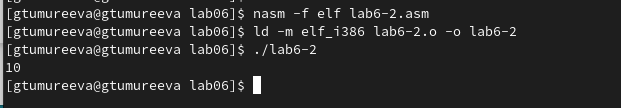 [gtumureeva@gtumureeva lab06]$ nasm -f elf lab6-2.asm
[gtumureeva@gtumureeva lab06]$ ld -m elf_i386 lab6-2.o -o lab6-2
[gtumureeva@gtumureeva lab06]$ ./lab6-2
10
[gtumureeva@gtumureeva lab06]$